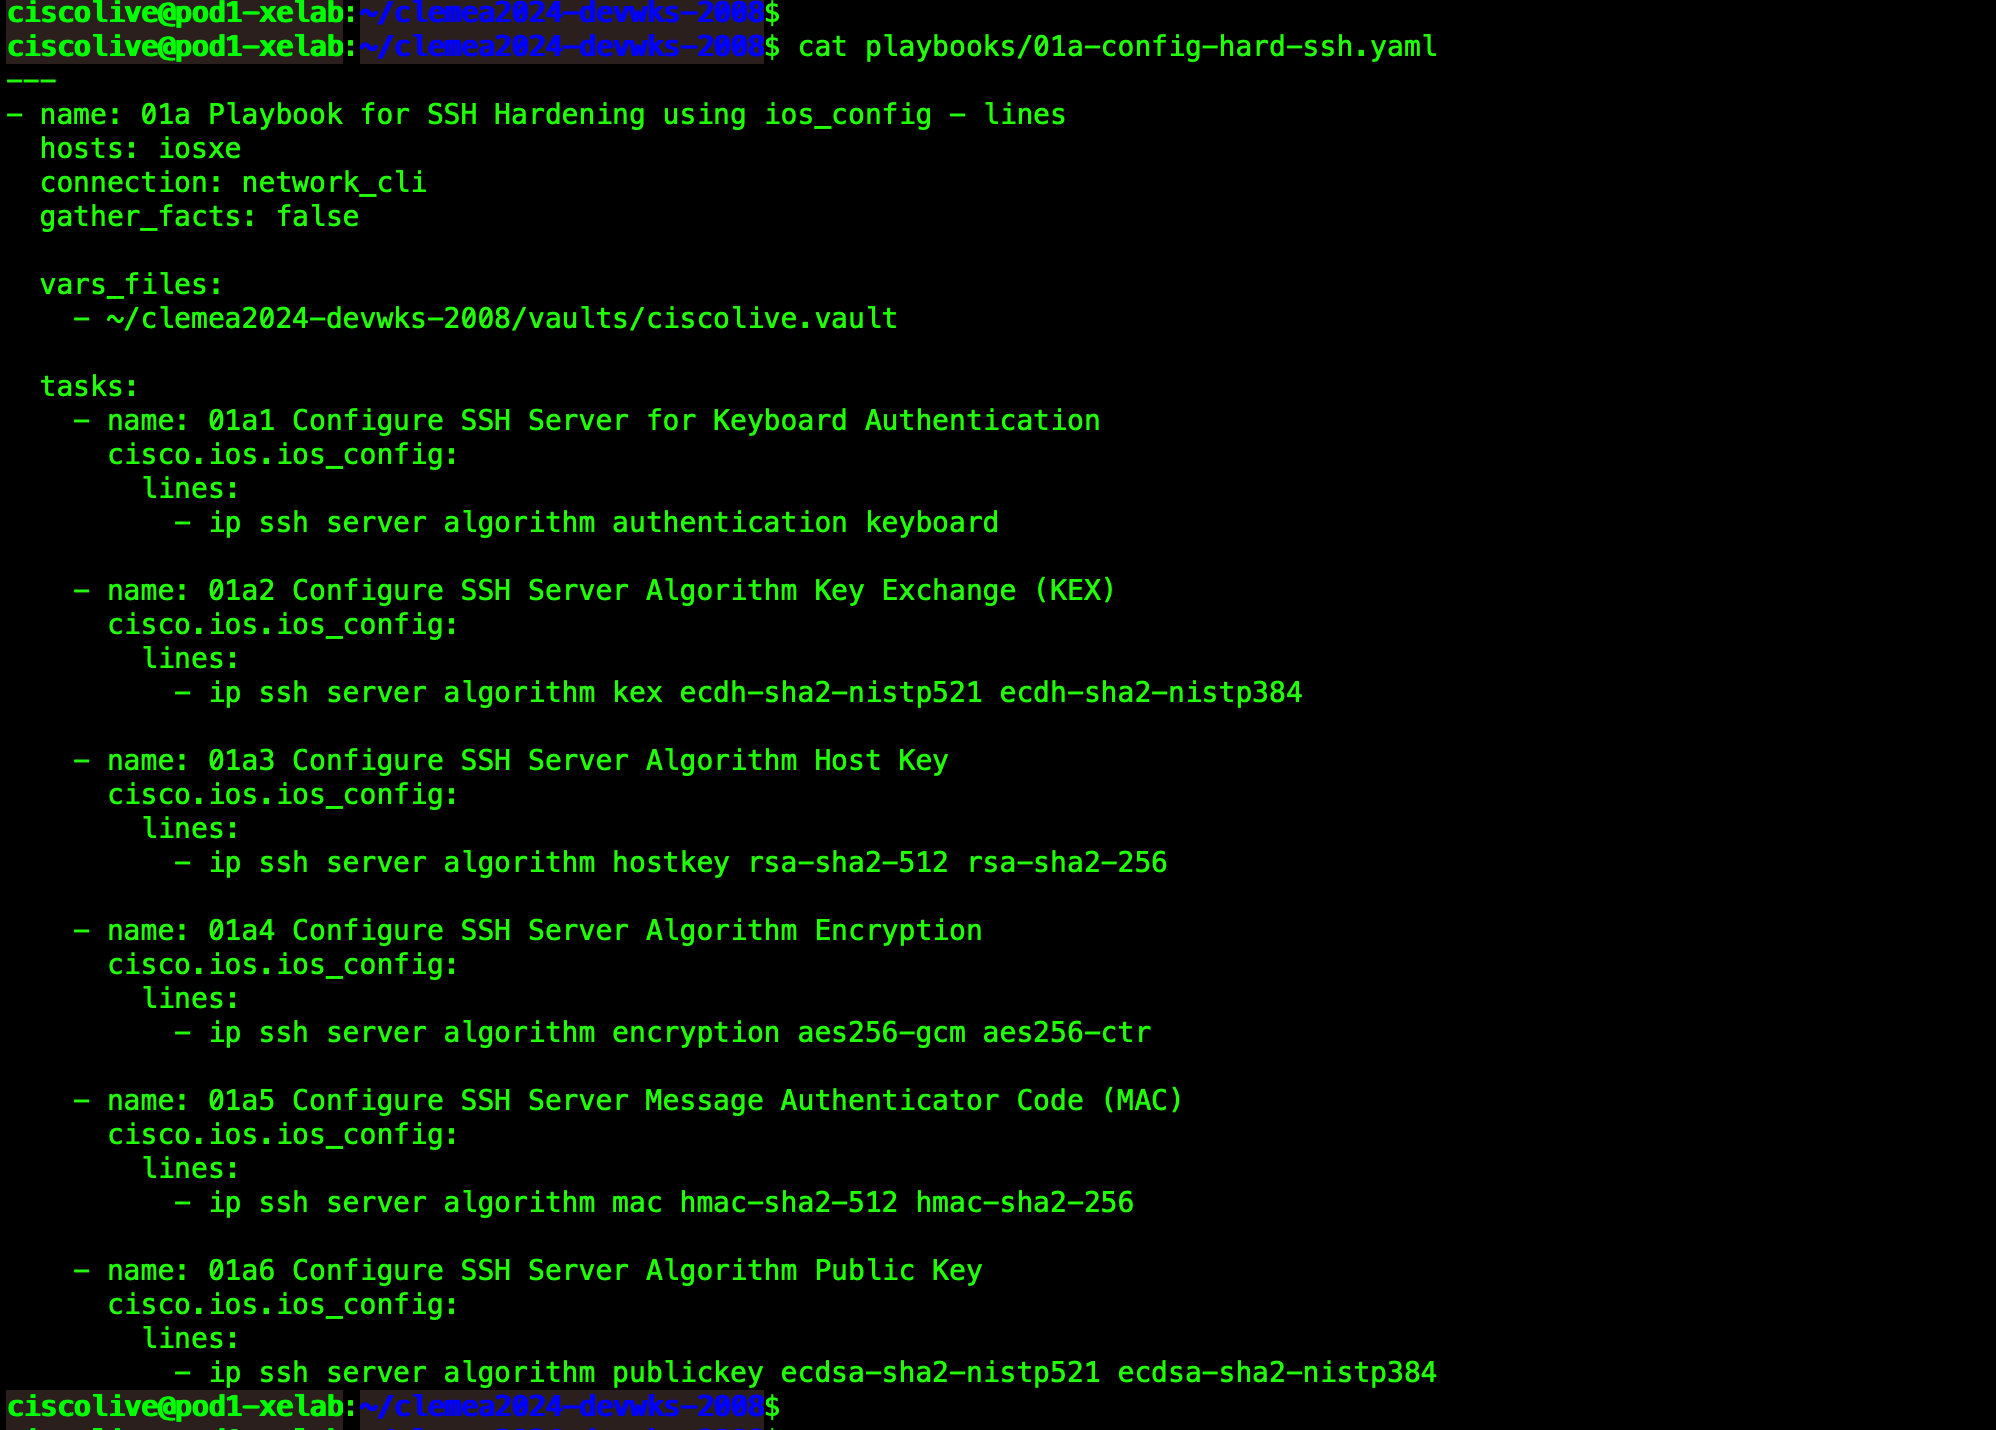 ciscolive@pod1-xelab:~/clemea2024-devwks-2008$
ciscolive@pod1-xelab:~/clemea2024-devwks-2008$ cat playbooks/01a-config-hard-ssh.yaml
---
- name: 01a Playbook for SSH Hardening using ios_config - lines
  hosts: iosxe
  connection: network_cli
  gather_facts: false

  vars_files:
    - ~/clemea2024-devwks-2008/vaults/ciscolive.vault

  tasks:
    - name: 01a1 Configure SSH Server for Keyboard Authentication
      cisco.ios.ios_config:
        lines:
          - ip ssh server algorithm authentication keyboard

    - name: 01a2 Configure SSH Server Algorithm Key Exchange (KEX)
      cisco.ios.ios_config:
        lines:
          - ip ssh server algorithm kex ecdh-sha2-nistp521 ecdh-sha2-nistp384

    - name: 01a3 Configure SSH Server Algorithm Host Key
      cisco.ios.ios_config:
        lines:
          - ip ssh server algorithm hostkey rsa-sha2-512 rsa-sha2-256

    - name: 01a4 Configure SSH Server Algorithm Encryption
      cisco.ios.ios_config:
        lines:
          - ip ssh server algorithm encryption aes256-gcm aes256-ctr

    - name: 01a5 Configure SSH Server Message Authenticator Code (MAC)
      cisco.ios.ios_config:
        lines:
          - ip ssh server algorithm mac hmac-sha2-512 hmac-sha2-256

    - name: 01a6 Configure SSH Server Algorithm Public Key
      cisco.ios.ios_config:
        lines:
          - ip ssh server algorithm publickey ecdsa-sha2-nistp521 ecdsa-sha2-nistp384
ciscolive@pod1-xelab:~/clemea2024-devwks-2008$